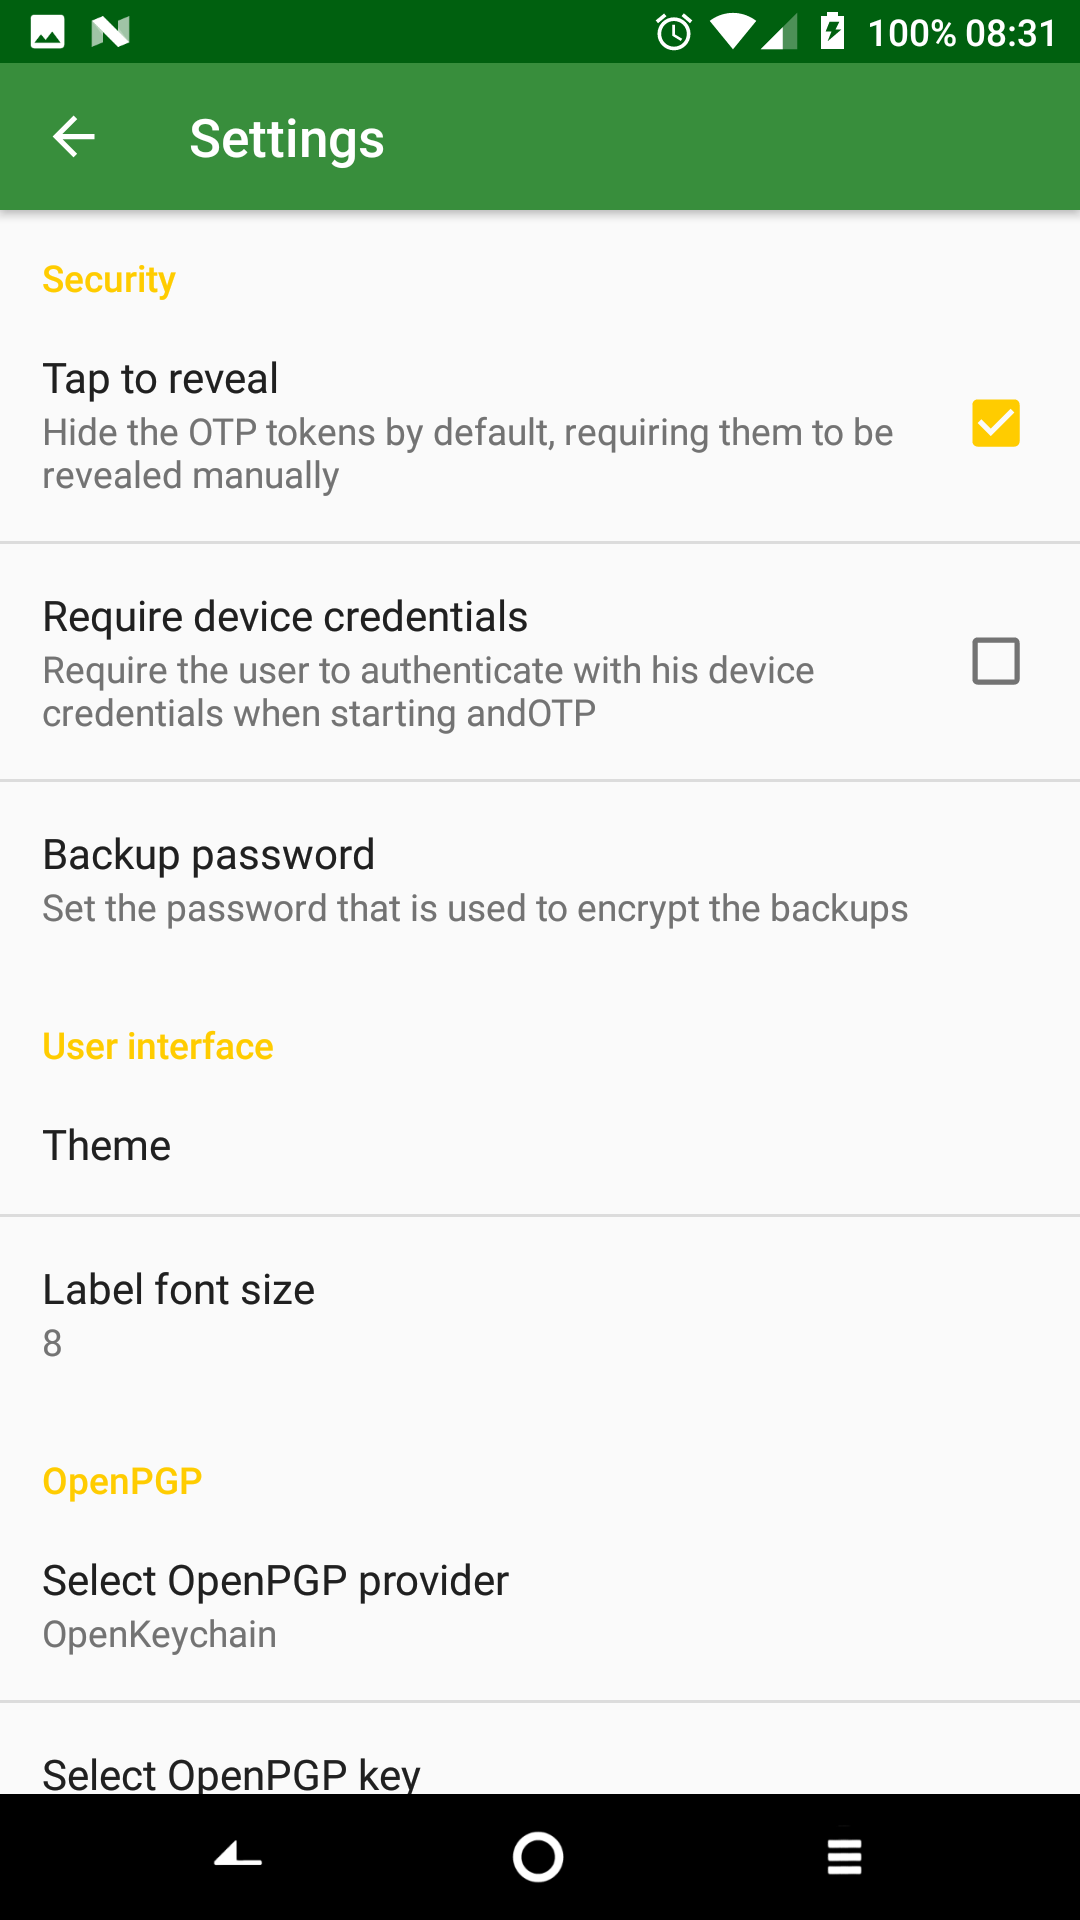 100% 08:31
Settings
Security
Tap to reveal
Hide the OTP tokens by default, requiring them to be
revealed manually
Require device credentials
Require the user to authenticate with his device
credentials when starting andOTP
Backup password
Set the password that is used to encrypt the backups
User interface
Theme
Label font size
8
OpenPGP
Select OpenPGP provider
OpenKeychain
Select OpenPGP key